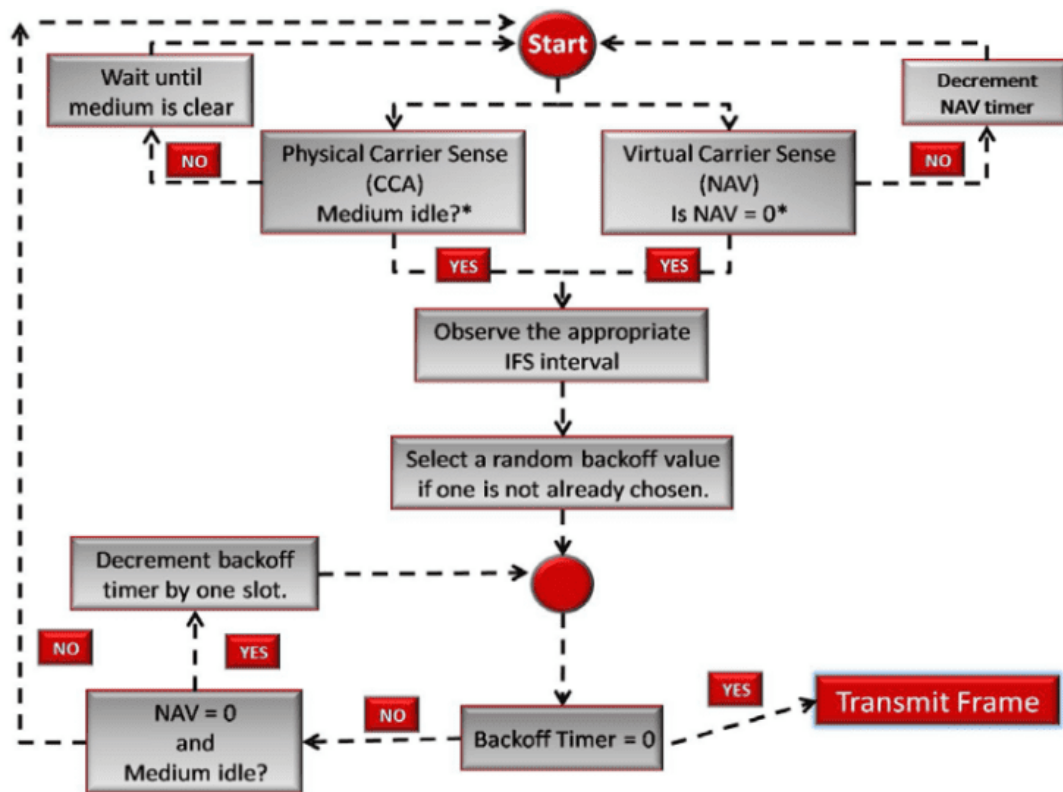 Start
Wait until
medium is clear
Decrement
NAV timer
NO
Physical Carrier Sense
(CCA)
Medium idle?*
Virtual Carrier Sense
(NAV)
Is NAV = 0*
NO
YES
YES
Observe the appropriate
IFS interval
Select a random backoff value
if one is not already chosen.
Decrement backoff
timer by one slot.
NO
YES
NAV = 0
and
Medium idle?
NO
Backoff Timer = 0
YES
Transmit Frame